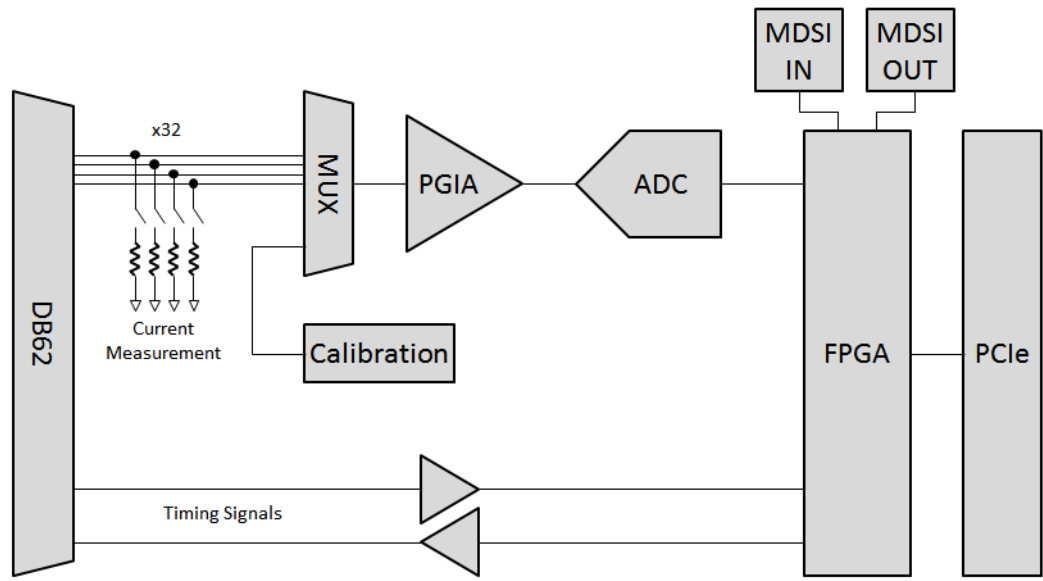 MDSI
IN
MDSI
OUT
x32
MUX
PGIA
ADC
DB62
Current
Measurement
Calibration
FPGA
PCIe
Timing Signals